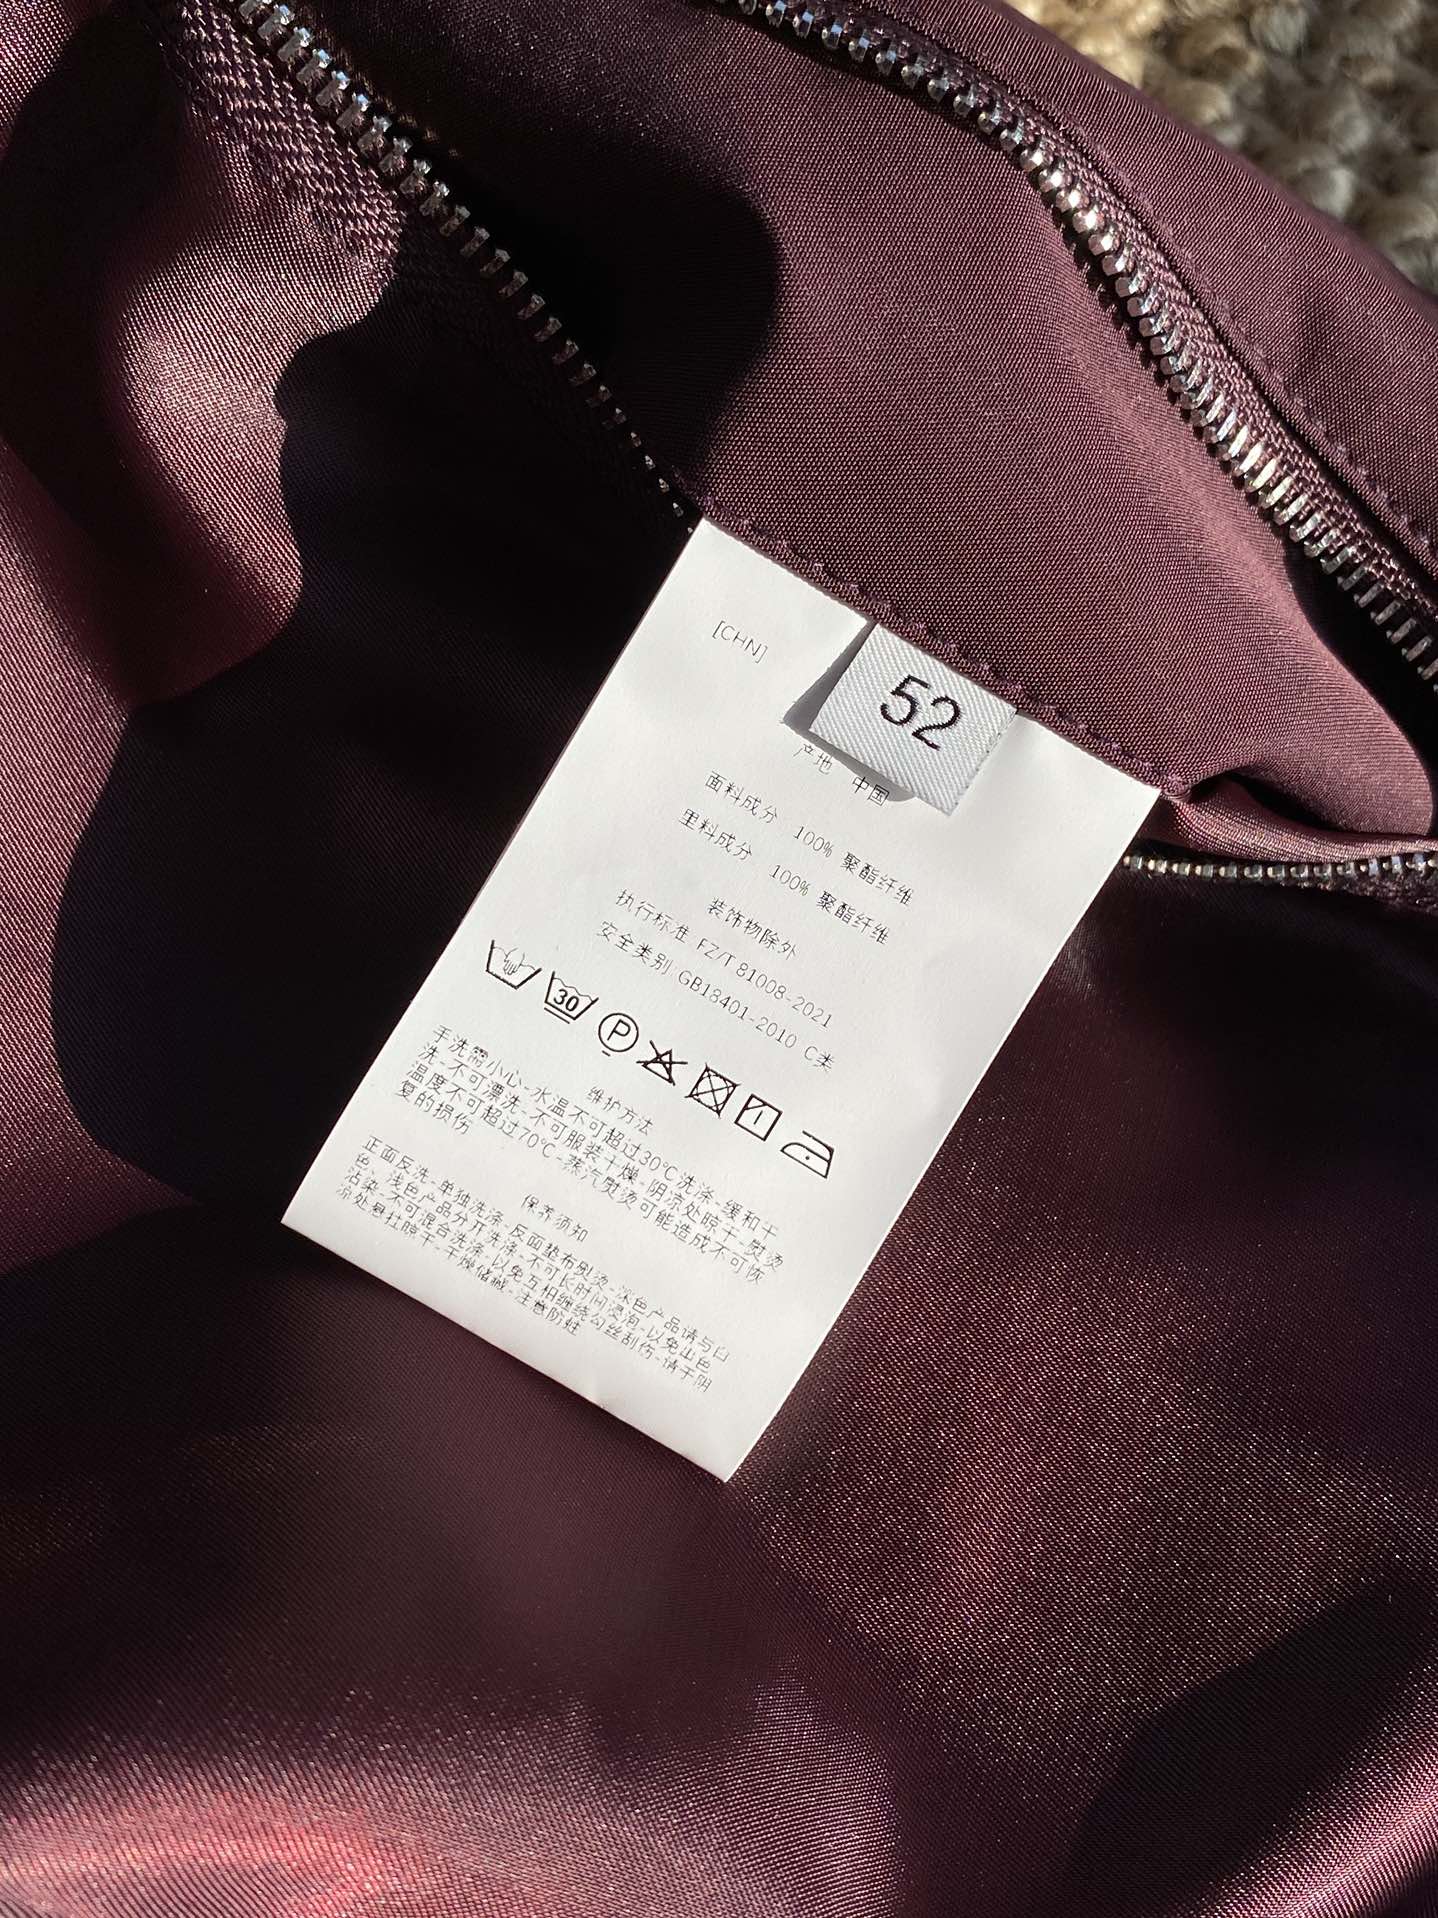 [CHN]
52
产地 中国
面料成分 100% 聚酯纤维
里料成分 100% 聚酯纤维
装饰物除外
执行标准 FZ/T 81008-2021
安全类别 GB18401-2010 C类
30
P
维护方法
手洗需小心-水温不可超过30℃洗涤-缓和干
洗-不可漂洗-不可服装干燥-阴凉处晾干-熨烫
温度不可超过70℃-蒸汽熨烫可能造成不可恢
复的损伤
保养须知
正面反洗-单独洗涤-反面垫布熨烫-深色产品请与白
色、浅色产品分开洗涤-不可长时间浸泡-以免出色
沾染-不可混合洗涤-以免互相缠绕勾丝刮伤-请于阴
凉处悬挂晾干-干燥储藏-注意防蛀